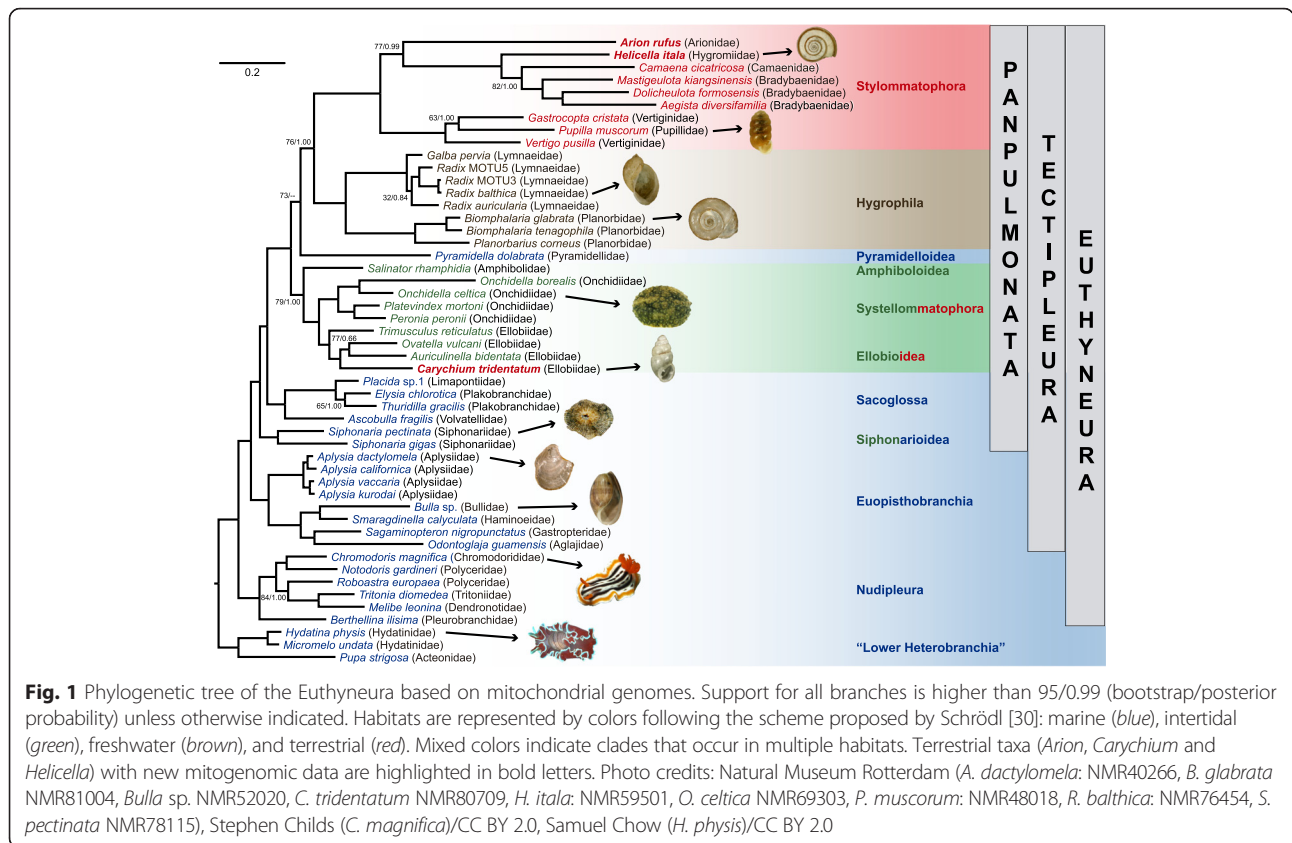 0.2
77/0.99
Arion rufus (Arionidae)
Helicella itala (Hygromiidae)
Camaena cicatricosa (Camaenidae)
Mastigeulota kiangsinensis (Bradybaenidae)
82/1.00
Dolicheulota formosensis (Bradybaenidae)
Aegista diversifamilia (Bradybaenidae)
Stylommatophora
63/1.00
Gastrocopta cristata (Vertiginidae)
Pupilla muscorum (Pupillidae)
Vertigo pusilla (Vertiginidae)
76/1.00
Galba pervia (Lymnaeidae)
Radix MOTU5 (Lymnaeidae)
Radix MOTU3 (Lymnaeidae)
Radix balthica (Lymnaeidae)
32/0.84
Radix auricularia (Lymnaeidae)
73/--
Biomphalaria glabrata (Planorbidae)
Biomphalaria tenagophila (Planorbidae)
Planorbarius corneus (Planorbidae)
Hygrophila
Pyramidella dolabrata (Pyramidellidae)
Pyramidelloidea
Salinator rhamphidia (Amphibolidae)
Amphiboloidea
Onchidella borealis (Onchidiidae)
Onchidella celtica (Onchidiidae)
79/1.00
Platevindex mortoni (Onchidiidae)
Peronia peronii (Onchidiidae)
Systellommatophora
Trimusculus reticulatus (Ellobiidae)
77/0.66
Ovatella vulcani (Ellobiidae)
Auriculinella bidentata (Ellobiidae)
Carychium tridentatum (Ellobiidae)
Ellobioidea
Placida sp.1 (Limapontiidae)
Elysia chlorotica (Plakobranchidae)
65/1.00
Thuridilla gracilis (Plakobranchidae)
Ascobulla fragilis (Volvatellidae)
Sacoglossa
Siphonaria pectinata (Siphonariidae)
Siphonaria gigas (Siphonariidae)
Siphonarioidea
Aplysia dactylomela (Aplysiidae)
Aplysia californica (Aplysiidae)
Aplysia vaccaria (Aplysiidae)
Aplysia kurodai (Aplysiidae)
Bulla sp. (Bullidae)
Smaragdinella calyculata (Haminoeidae)
Sagaminopteron nigropunctatus (Gastropteridae)
Odontoglaja guamensis (Aglajidae)
Euopisthobranchia
Chromodoris magnifica (Chromodorididae)
Notodoris gardineri (Polyceridae)
Roboastra europaea (Polyceridae)
84/1.00
Tritonia diomedea (Tritoniidae)
Melibe leonina (Dendronotidae)
Berthellina ilisima (Pleurobranchidae)
Nudipleura
Hydatina physis (Hydatinidae)
Micromelo undata (Hydatinidae)
Pupa strigosa (Acteonidae)
"Lower Heterobranchia"
PANPULMONATA
TECTIPLEURA
EUTHYNEURA
Fig. 1 Phylogenetic tree of the Euthyneura based on mitochondrial genomes. Support for all branches is higher than 95/0.99 (bootstrap/posterior
probability) unless otherwise indicated. Habitats are represented by colors following the scheme proposed by Schrödl [30]: marine (blue), intertidal
(green), freshwater (brown), and terrestrial (red). Mixed colors indicate clades that occur in multiple habitats. Terrestrial taxa (Arion, Carychium and
Helicella) with new mitogenomic data are highlighted in bold letters. Photo credits: Natural Museum Rotterdam (A. dactylomela: NMR40266, B. glabrata
NMR81004, Bulla sp. NMR52020, C. tridentatum NMR80709, H. itala: NMR59501, O. celtica NMR69303, P. muscorum: NMR48018, R. balthica: NMR76454, S.
pectinata NMR78115), Stephen Childs (C. magnifica)/CC BY 2.0, Samuel Chow (H. physis)/CC BY 2.0